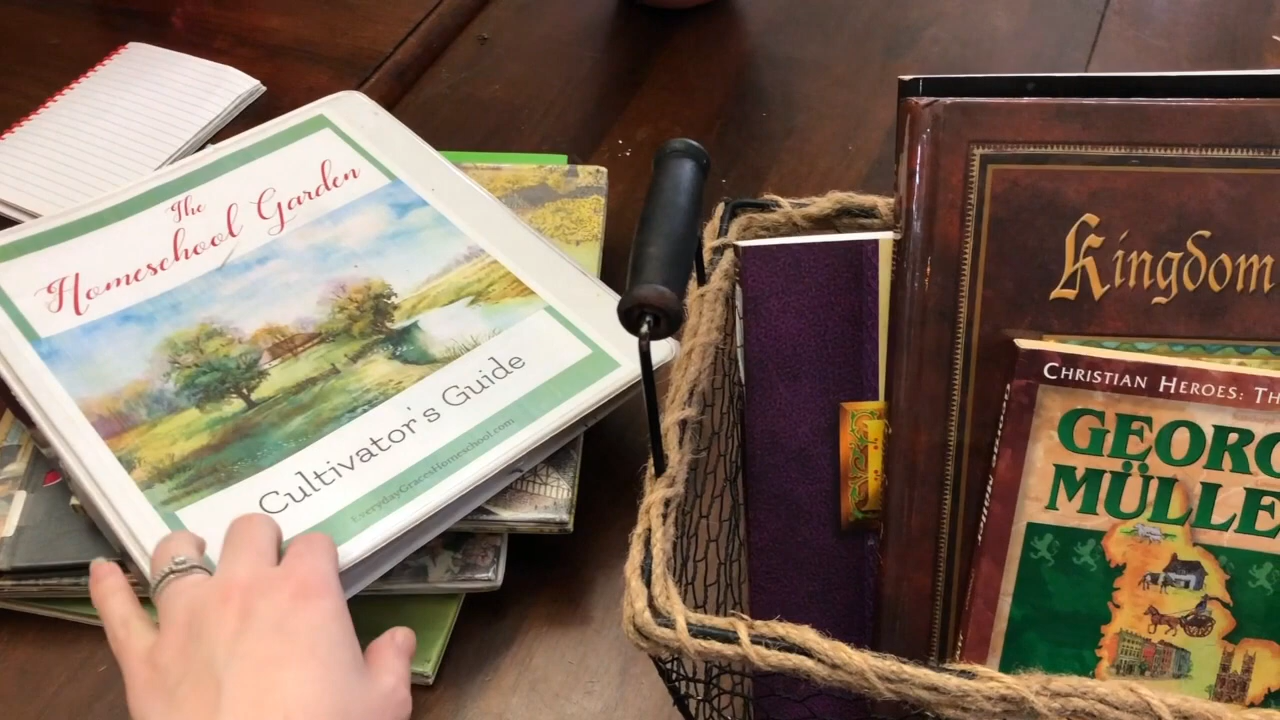 The
Homeschool Garden
Cultivator's Guide
EverydayGracesHomeschool.com
Kingdom
CHRISTIAN HEROES: TH
GEORG
MÜLLE